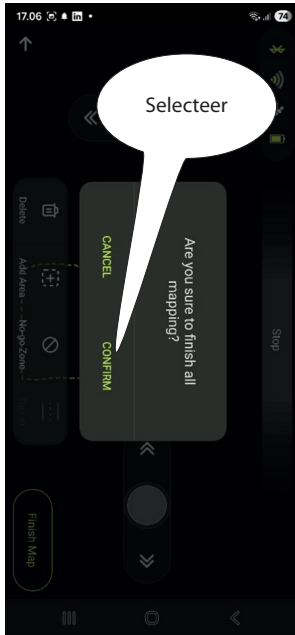 17.06
74
Selecteer
Stop
Are you sure to finish all
mapping?
CANCEL
CONFIRM
Delete
Add Area
No-go Zone
Finish Map